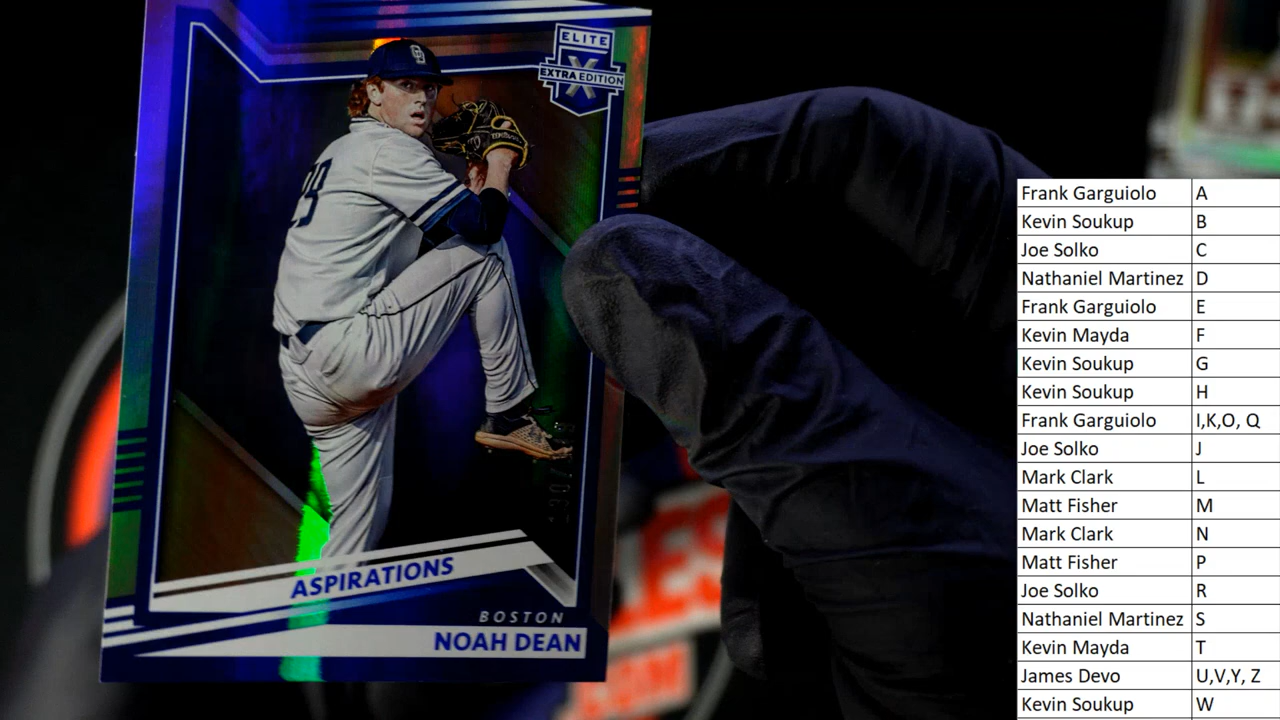 ELITE
X
EXTRA EDITION
ASPIRATIONS
BOSTON
NOAH DEAN
Frank Garguiolo A
Kevin Soukup B
Joe Solko C
Nathaniel Martinez D
Frank Garguiolo E
Kevin Mayda F
Kevin Soukup G
Kevin Soukup H
Frank Garguiolo I,K,O, Q
Joe Solko J
Mark Clark L
Matt Fisher M
Mark Clark N
Matt Fisher P
Joe Solko R
Nathaniel Martinez S
Kevin Mayda T
James Devo U,V,Y, Z
Kevin Soukup W